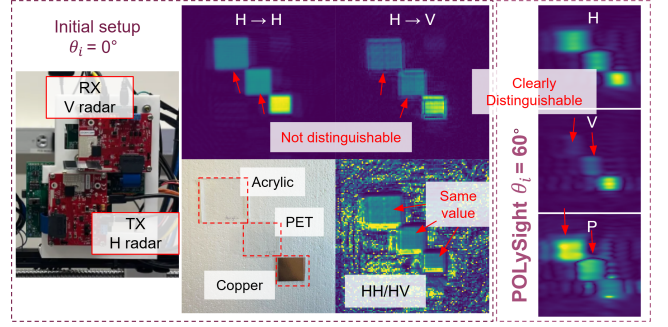 Initial setup
θᵢ = 0°
RX
V radar
TX
H radar
H → H
H → V
Not distinguishable
Acrylic
PET
Copper
Same
value
HH/HV
POLySight θᵢ = 60°
H
Clearly
Distinguishable
V
P